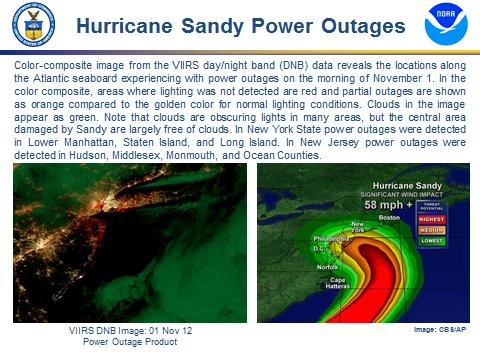 Hurricane Sandy Power Outages
NOAA
Color-composite image from the VIIRS day/night band (DNB) data reveals the locations along
the Atlantic seaboard experiencing with power outages on the morning of November 1. In
the color composite, areas where lighting was not detected are red and partial outages are shown
as orange compared to the golden color for normal lighting conditions. Clouds in the image
appear as green. Note that clouds are obscuring lights in many areas, but the central area
damaged by Sandy are largely free of clouds. In New York State power outages were detected
in Lower Manhattan, Staten Island, and Long Island. In New Jersey power outages were
detected in Hudson, Middlesex, Monmouth, and Ocean Counties.
Hurricane Sandy
SIGNIFICANT WIND IMPACT
58 mph +
THREAT
POTENTIAL
HIGHEST
MEDIUM
LOWEST
Boston
New
York
Philadelphia
D.C.
Norfolk
Cape
Hatteras
VIIRS DNB Image: 01 Nov 12
Power Outage Product
Image: CBS/AP